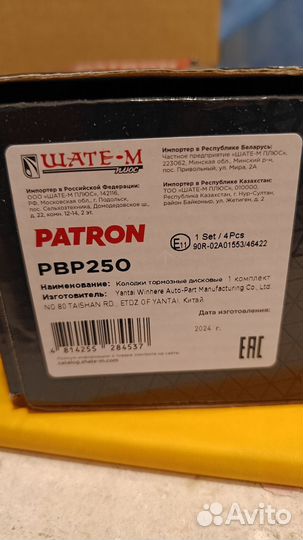 ШАТЕ-М
ПЛЮС
Импортер в Российской Федерации:
ООО «ШАТЕ-М ПЛЮС», 142116,
РФ, Московская обл., г. Подольск,
пос. Сельхозтехника, Домодедовское ш.,
д. 22, комн. 12-14, 2 эт.
Импортер в Республике Беларусь:
Частное предприятие «ШАТЕ-М ПЛЮС»,
223062, Минская обл., Минский р-н,
пос. Привольный, ул. Мира, 2А
Импортер в Республике Казахстан:
ТОО «ШАТЕ-М ПЛЮС», 010000,
Республика Казахстан, г. Нур-Султан,
район Байконыр, ул. Жетиген, д. 2
PATRON
E11
1 Set / 4Pcs
90R-02A01553/46422
PBP250
Наименование: Колодки тормозные дисковые 1 комплект
Изготовитель: Yantai Winhere Auto-Part Manufacturing Co., Ltd.
NO.80 TAISHAN RD., ETDZ OF YANTAI, Китай
Дата изготовления:
2024 г.
4 814255 284537
catalog.shate-m.com
EAC
Avito